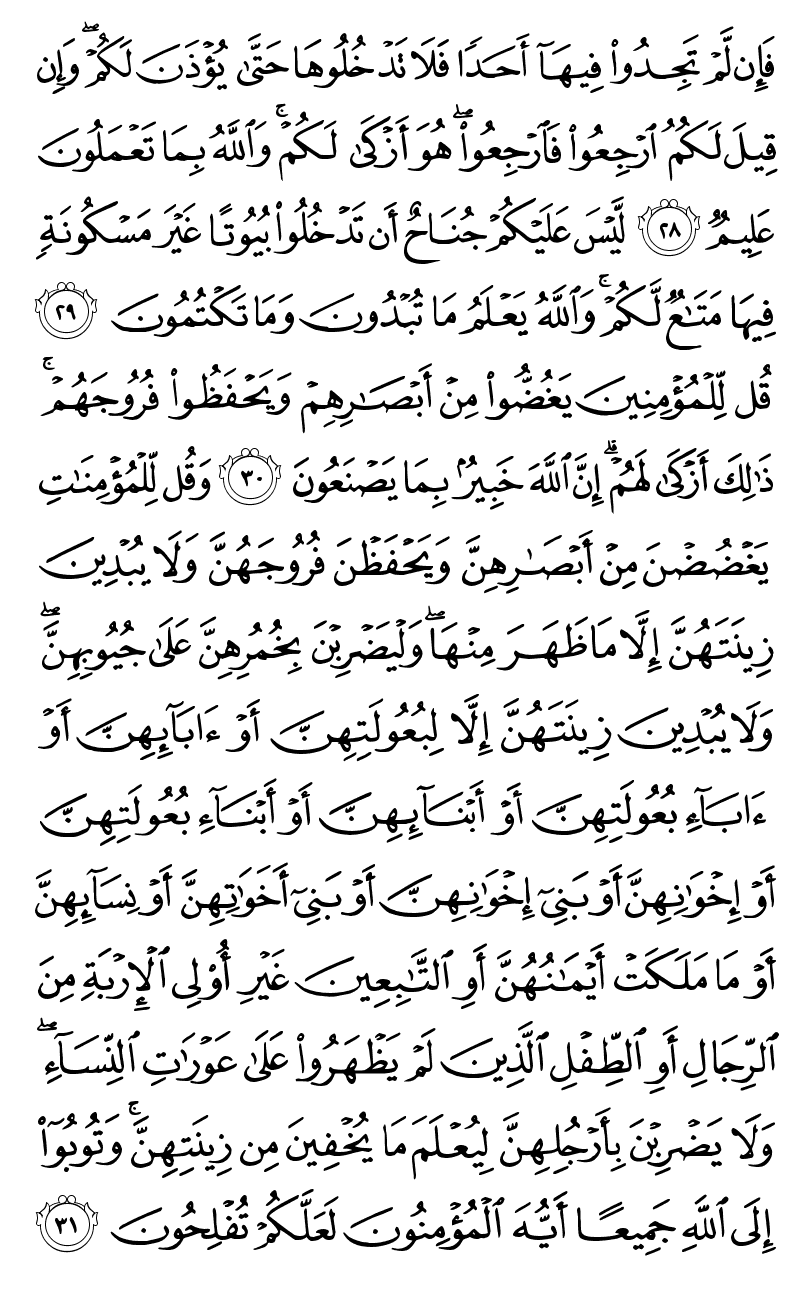 فَإِن لَّمْ تَجِدُوا۟ فِيهَآ أَحَدًا فَلَا تَدْخُلُوهَا حَتَّىٰ يُؤْذَنَ لَكُمْ ۖ وَإِن
قِيلَ لَكُمُ ٱرْجِعُوا۟ فَٱرْجِعُوا۟ ۖ هُوَ أَزْكَىٰ لَكُمْ ۚ وَٱللَّهُ بِمَا تَعْمَلُونَ
عَلِيمٌ ٢٨ لَّيْسَ عَلَيْكُمْ جُنَاحٌ أَن تَدْخُلُوا۟ بُيُوتًا غَيْرَ مَسْكُونَةٍ
فِيهَا مَتَـٰعٌ لَّكُمْ ۚ وَٱللَّهُ يَعْلَمُ مَا تُبْدُونَ وَمَا تَكْتُمُونَ ٢٩
قُل لِّلْمُؤْمِنِينَ يَغُضُّوا۟ مِنْ أَبْصَـٰرِهِمْ وَيَحْفَظُوا۟ فُرُوجَهُمْ ۚ
ذَٰلِكَ أَزْكَىٰ لَهُمْ ۗ إِنَّ ٱللَّهَ خَبِيرٌۢ بِمَا يَصْنَعُونَ ٣٠ وَقُل لِّلْمُؤْمِنَـٰتِ
يَغْضُضْنَ مِنْ أَبْصَـٰرِهِنَّ وَيَحْفَظْنَ فُرُوجَهُنَّ وَلَا يُبْدِينَ
زِينَتَهُنَّ إِلَّا مَا ظَهَرَ مِنْهَا ۖ وَلْيَضْرِبْنَ بِخُمُرِهِنَّ عَلَىٰ جُيُوبِهِنَّ ۖ
وَلَا يُبْدِينَ زِينَتَهُنَّ إِلَّا لِبُعُولَتِهِنَّ أَوْ ءَابَآئِهِنَّ أَوْ
ءَابَآءِ بُعُولَتِهِنَّ أَوْ أَبْنَآئِهِنَّ أَوْ أَبْنَآءِ بُعُولَتِهِنَّ
أَوْ إِخْوَٰنِهِنَّ أَوْ بَنِىٓ إِخْوَٰنِهِنَّ أَوْ بَنِىٓ أَخَوَٰتِهِنَّ أَوْ نِسَآئِهِنَّ
أَوْ مَا مَلَكَتْ أَيْمَـٰنُهُنَّ أَوِ ٱلتَّـٰبِعِينَ غَيْرِ أُو۟لِى ٱلْإِرْبَةِ مِنَ
ٱلرِّجَالِ أَوِ ٱلطِّفْلِ ٱلَّذِينَ لَمْ يَظْهَرُوا۟ عَلَىٰ عَوْرَٰتِ ٱلنِّسَآءِ ۖ
وَلَا يَضْرِبْنَ بِأَرْجُلِهِنَّ لِيُعْلَمَ مَا يُخْفِينَ مِن زِينَتِهِنَّ ۚ وَتُوبُوٓا۟
إِلَى ٱللَّهِ جَمِيعًا أَيُّهَ ٱلْمُؤْمِنُونَ لَعَلَّكُمْ تُفْلِحُونَ ٣١